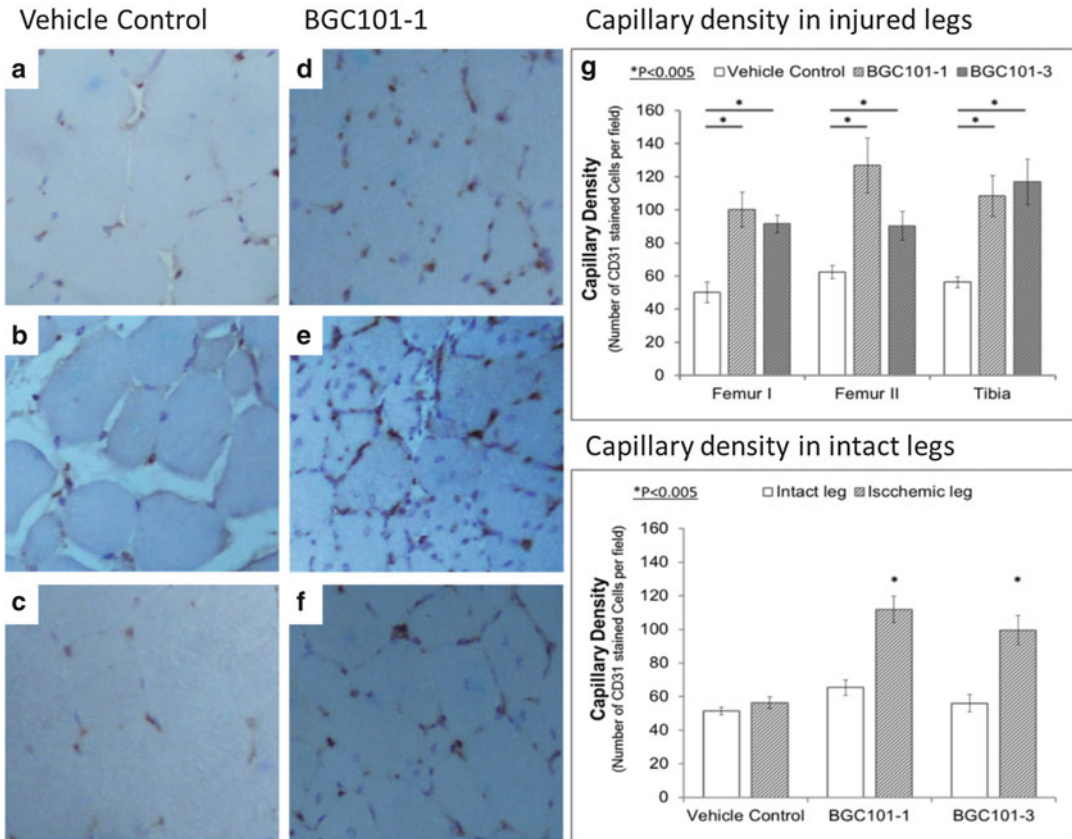 Vehicle Control
BGC101-1
a
b
c
d
e
f
Capillary density in injured legs
g
*P<0.005
Vehicle Control BGC101-1 BGC101-3
Capillary Density
(Number of CD31 stained Cells per field)
160
140
120
100
80
60
40
20
0
* * * * * *
Femur I Femur II Tibia
Capillary density in intact legs
*P<0.005
Intact leg Iscchemic leg
Capillary Density
(Number of CD31 stained Cells per field)
160
140
120
100
80
60
40
20
0
* *
Vehicle Control BGC101-1 BGC101-3